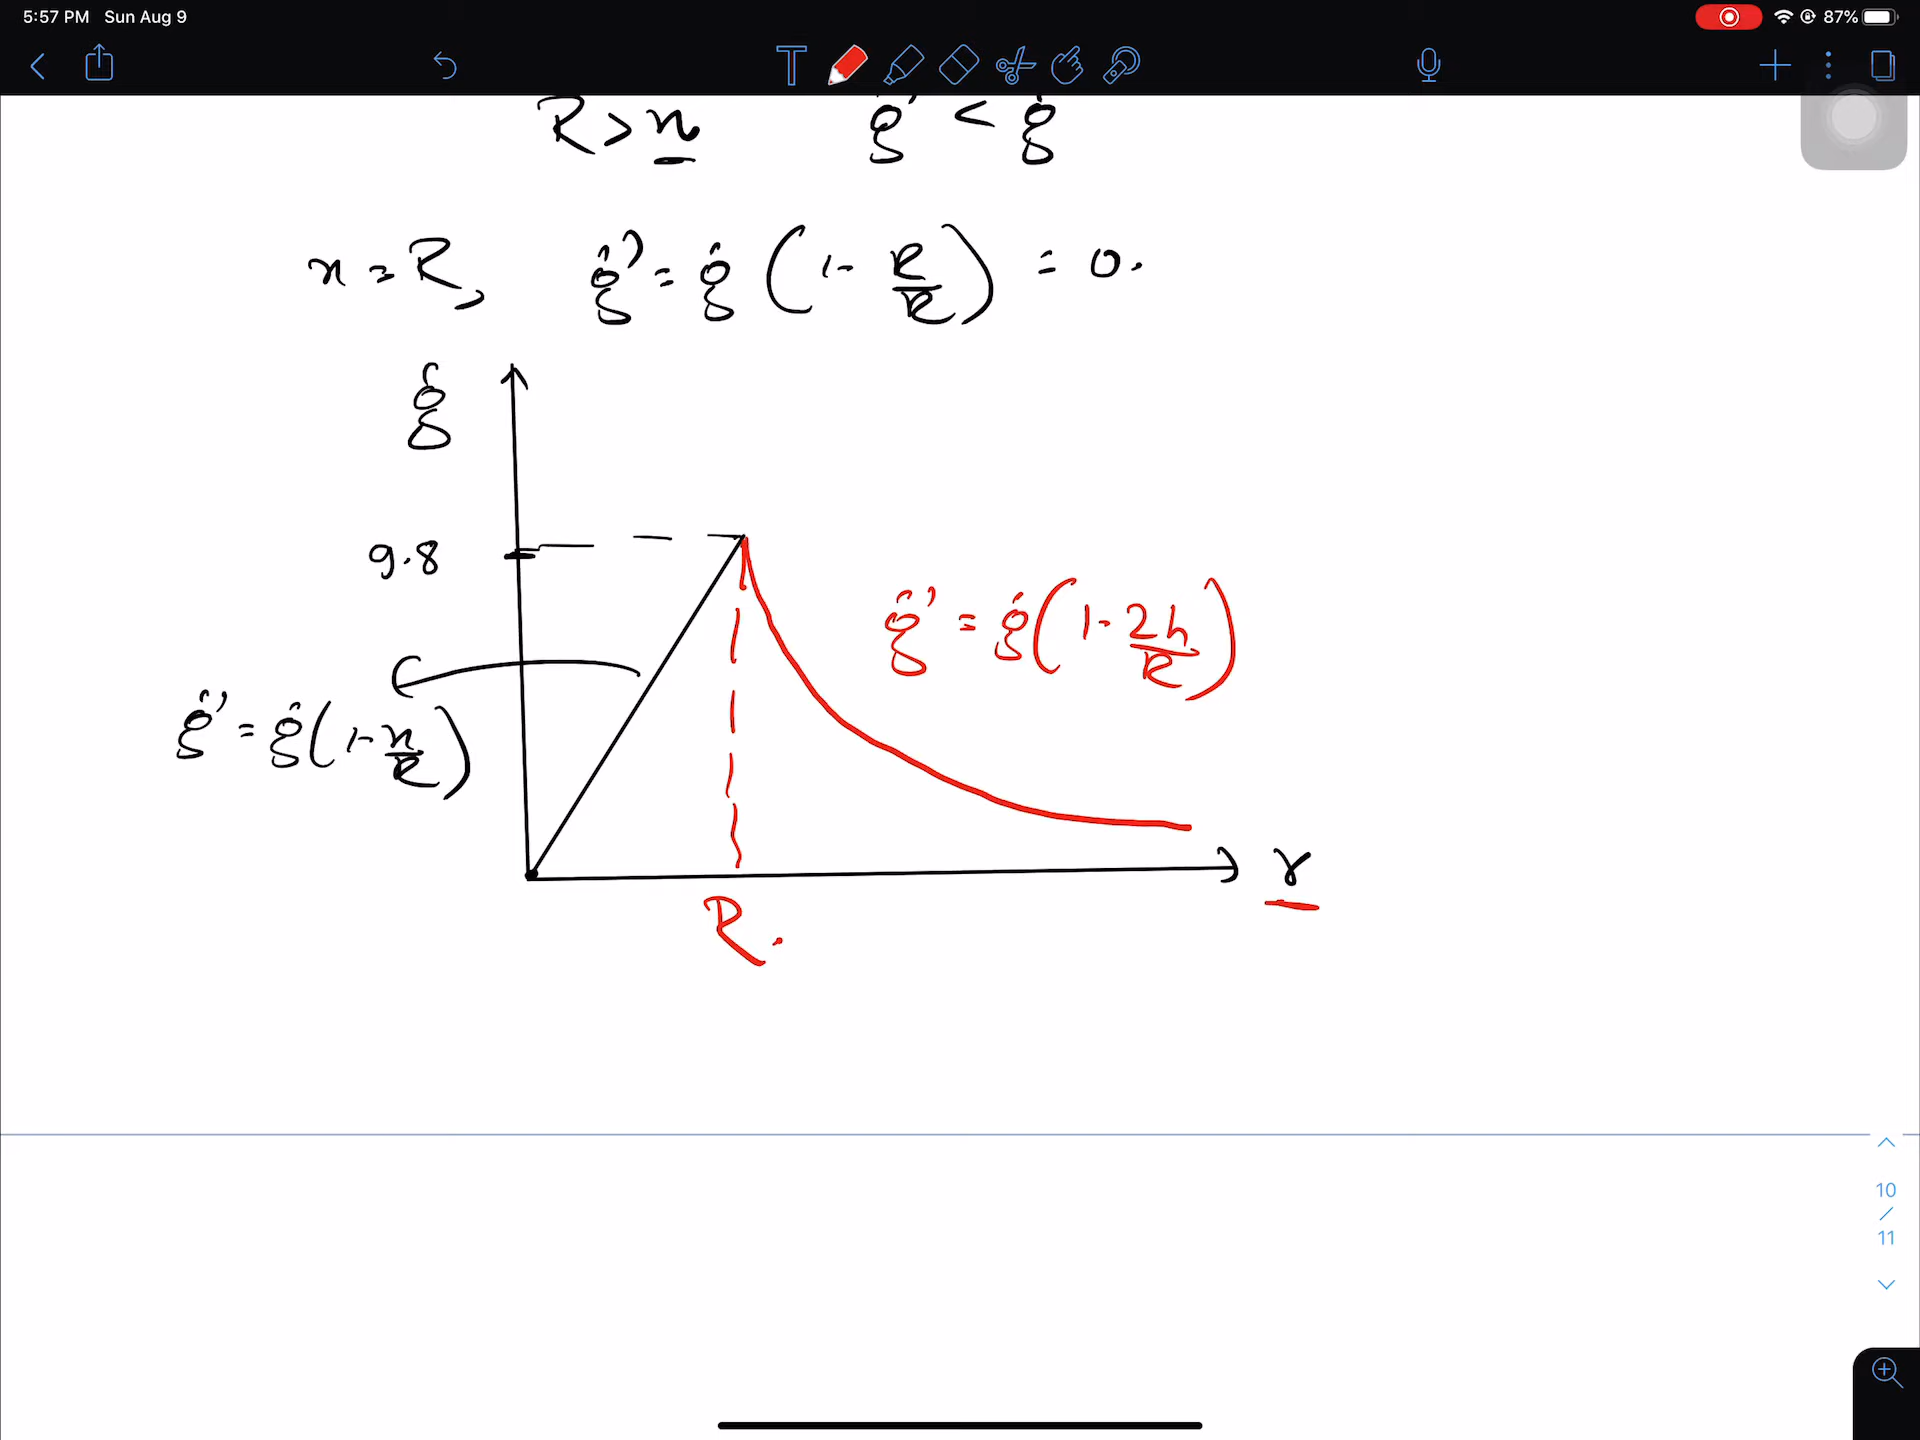 5:57 PM Sun Aug 9 87%
R > x g' < g
x = R, g' = g (1 - R/R) = 0.
g
9.8
g' = g(1 - 2h/R)
g' = g(1 - x/R)
r
R.
10
/
11